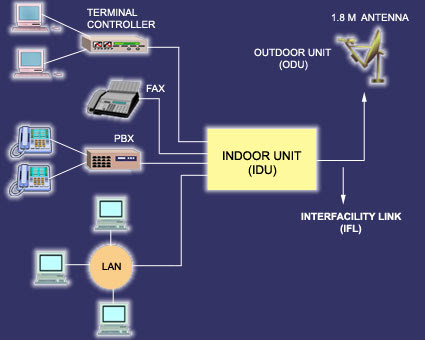 TERMINAL
CONTROLLER
1.8 M ANTENNA
OUTDOOR UNIT
(ODU)
FAX
PBX
INDOOR UNIT
(IDU)
INTERFACILITY LINK
(IFL)
LAN